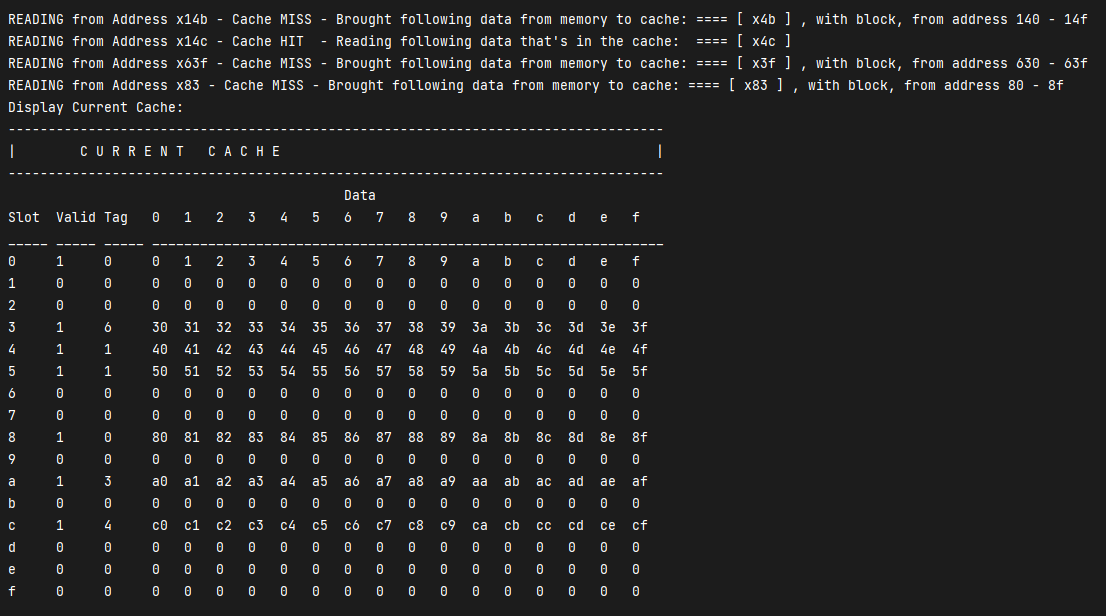 READING from Address x14b - Cache MISS - Brought following data from memory to cache: ==== [ x4b ] , with block, from address 140 - 14f
READING from Address x14c - Cache HIT  - Reading following data that's in the cache:  ==== [ x4c ]
READING from Address x63f - Cache MISS - Brought following data from memory to cache: ==== [ x3f ] , with block, from address 630 - 63f
READING from Address x83 - Cache MISS - Brought following data from memory to cache: ==== [ x83 ] , with block, from address 80 - 8f
Display Current Cache:
----------------------------------------------------------------------------------
|        C U R R E N T   C A C H E                                               |
----------------------------------------------------------------------------------
                                          Data
Slot  Valid Tag   0   1   2   3   4   5   6   7   8   9   a   b   c   d   e   f
_____ _____ _____ ________________________________________________________________
0     1     0     0   1   2   3   4   5   6   7   8   9   a   b   c   d   e   f
1     0     0     0   0   0   0   0   0   0   0   0   0   0   0   0   0   0   0
2     0     0     0   0   0   0   0   0   0   0   0   0   0   0   0   0   0   0
3     1     6     30  31  32  33  34  35  36  37  38  39  3a  3b  3c  3d  3e  3f
4     1     1     40  41  42  43  44  45  46  47  48  49  4a  4b  4c  4d  4e  4f
5     1     1     50  51  52  53  54  55  56  57  58  59  5a  5b  5c  5d  5e  5f
6     0     0     0   0   0   0   0   0   0   0   0   0   0   0   0   0   0   0
7     0     0     0   0   0   0   0   0   0   0   0   0   0   0   0   0   0   0
8     1     0     80  81  82  83  84  85  86  87  88  89  8a  8b  8c  8d  8e  8f
9     0     0     0   0   0   0   0   0   0   0   0   0   0   0   0   0   0   0
a     1     3     a0  a1  a2  a3  a4  a5  a6  a7  a8  a9  aa  ab  ac  ad  ae  af
b     0     0     0   0   0   0   0   0   0   0   0   0   0   0   0   0   0   0
c     1     4     c0  c1  c2  c3  c4  c5  c6  c7  c8  c9  ca  cb  cc  cd  ce  cf
d     0     0     0   0   0   0   0   0   0   0   0   0   0   0   0   0   0   0
e     0     0     0   0   0   0   0   0   0   0   0   0   0   0   0   0   0   0
f     0     0     0   0   0   0   0   0   0   0   0   0   0   0   0   0   0   0